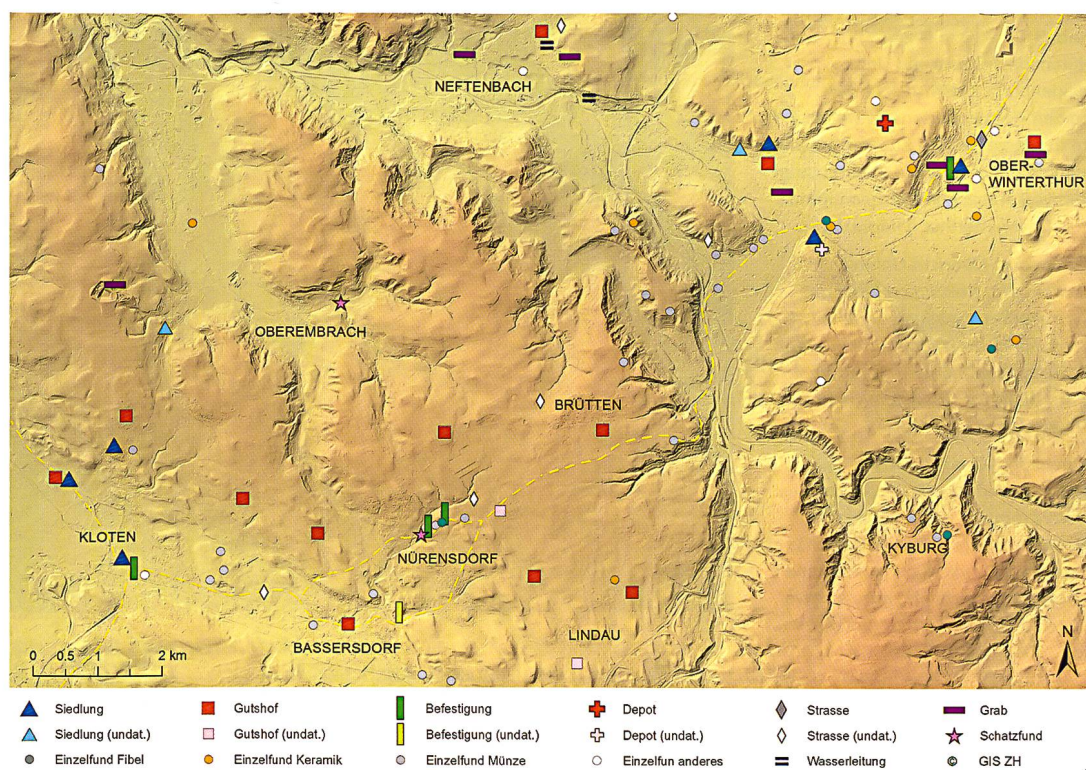 NEFTENBACH
OBER-
WINTERTHUR
OBEREMBRACH
BRÜTTEN
KLOTEN
NÜRENSDORF
KYBURG
BASSERSDORF
LINDAU
N
0 0.5 1 2 km
Siedlung Gutshof Befestigung Depot Strasse Grab
Siedlung (undat.) Gutshof (undat.) Befestigung (undat.) Depot (undat.) Strasse (undat.) Schatzfund
Einzelfund Fibel Einzelfund Keramik Einzelfund Münze Einzelfun anderes Wasserleitung © GIS ZH